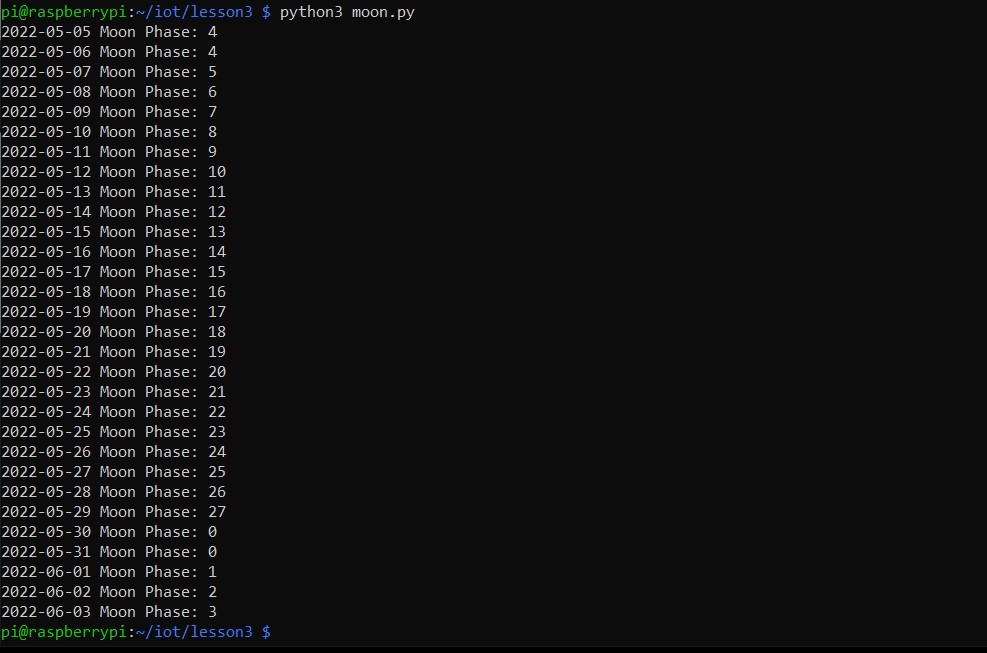 pi@raspberrypi:~/iot/lesson3 $ python3 moon.py
2022-05-05 Moon Phase: 4
2022-05-06 Moon Phase: 4
2022-05-07 Moon Phase: 5
2022-05-08 Moon Phase: 6
2022-05-09 Moon Phase: 7
2022-05-10 Moon Phase: 8
2022-05-11 Moon Phase: 9
2022-05-12 Moon Phase: 10
2022-05-13 Moon Phase: 11
2022-05-14 Moon Phase: 12
2022-05-15 Moon Phase: 13
2022-05-16 Moon Phase: 14
2022-05-17 Moon Phase: 15
2022-05-18 Moon Phase: 16
2022-05-19 Moon Phase: 17
2022-05-20 Moon Phase: 18
2022-05-21 Moon Phase: 19
2022-05-22 Moon Phase: 20
2022-05-23 Moon Phase: 21
2022-05-24 Moon Phase: 22
2022-05-25 Moon Phase: 23
2022-05-26 Moon Phase: 24
2022-05-27 Moon Phase: 25
2022-05-28 Moon Phase: 26
2022-05-29 Moon Phase: 27
2022-05-30 Moon Phase: 0
2022-05-31 Moon Phase: 0
2022-06-01 Moon Phase: 1
2022-06-02 Moon Phase: 2
2022-06-03 Moon Phase: 3
pi@raspberrypi:~/iot/lesson3 $